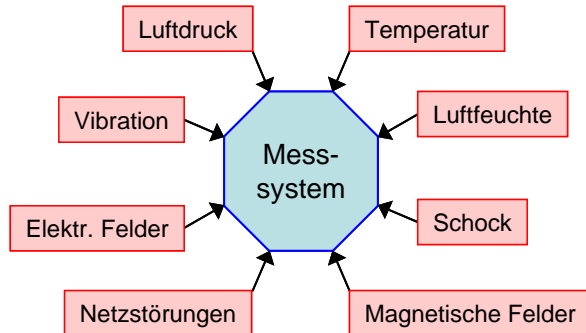 Luftdruck
Temperatur
Vibration
Luftfeuchte
Mess-
system
Elektr. Felder
Schock
Netzstörungen
Magnetische Felder